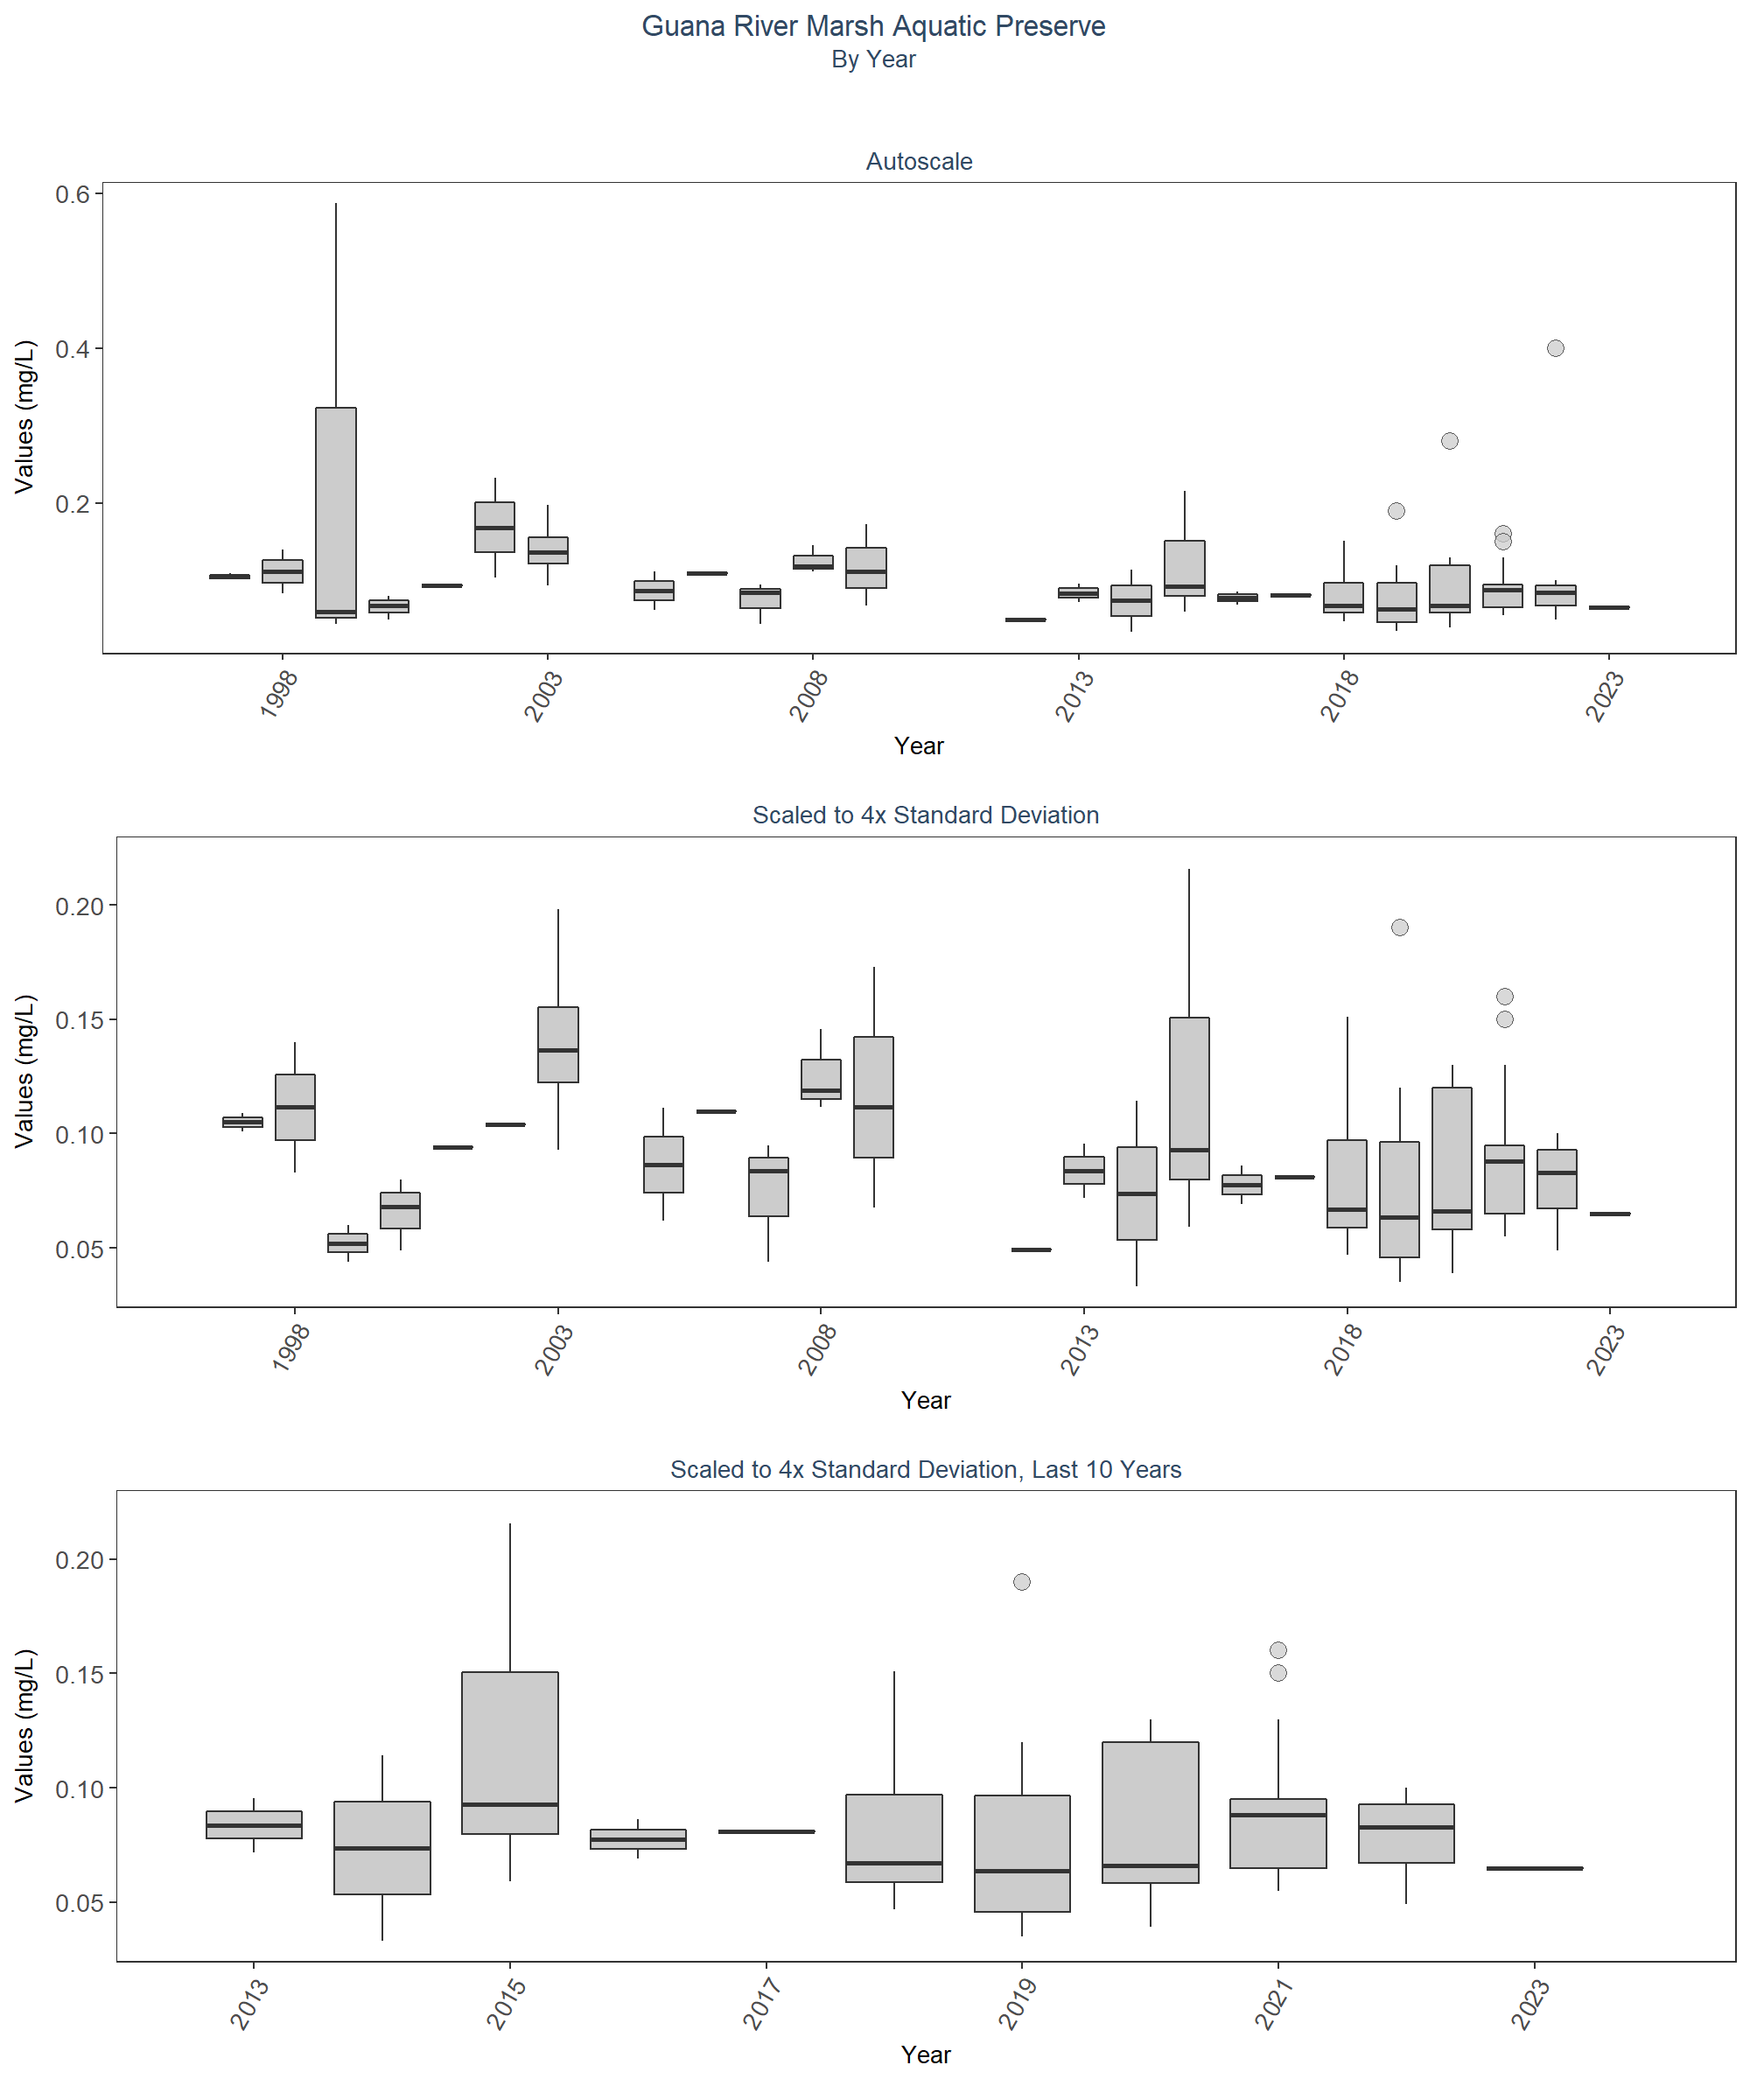 Guana River Marsh Aquatic Preserve
By Year
Autoscale
Values (mg/L)
0.6
0.4
0.2
1998
2003
2008
2013
2018
2023
Year
Scaled to 4x Standard Deviation
Values (mg/L)
0.20
0.15
0.10
0.05
1998
2003
2008
2013
2018
2023
Year
Scaled to 4x Standard Deviation, Last 10 Years
Values (mg/L)
0.20
0.15
0.10
0.05
2013
2015
2017
2019
2021
2023
Year